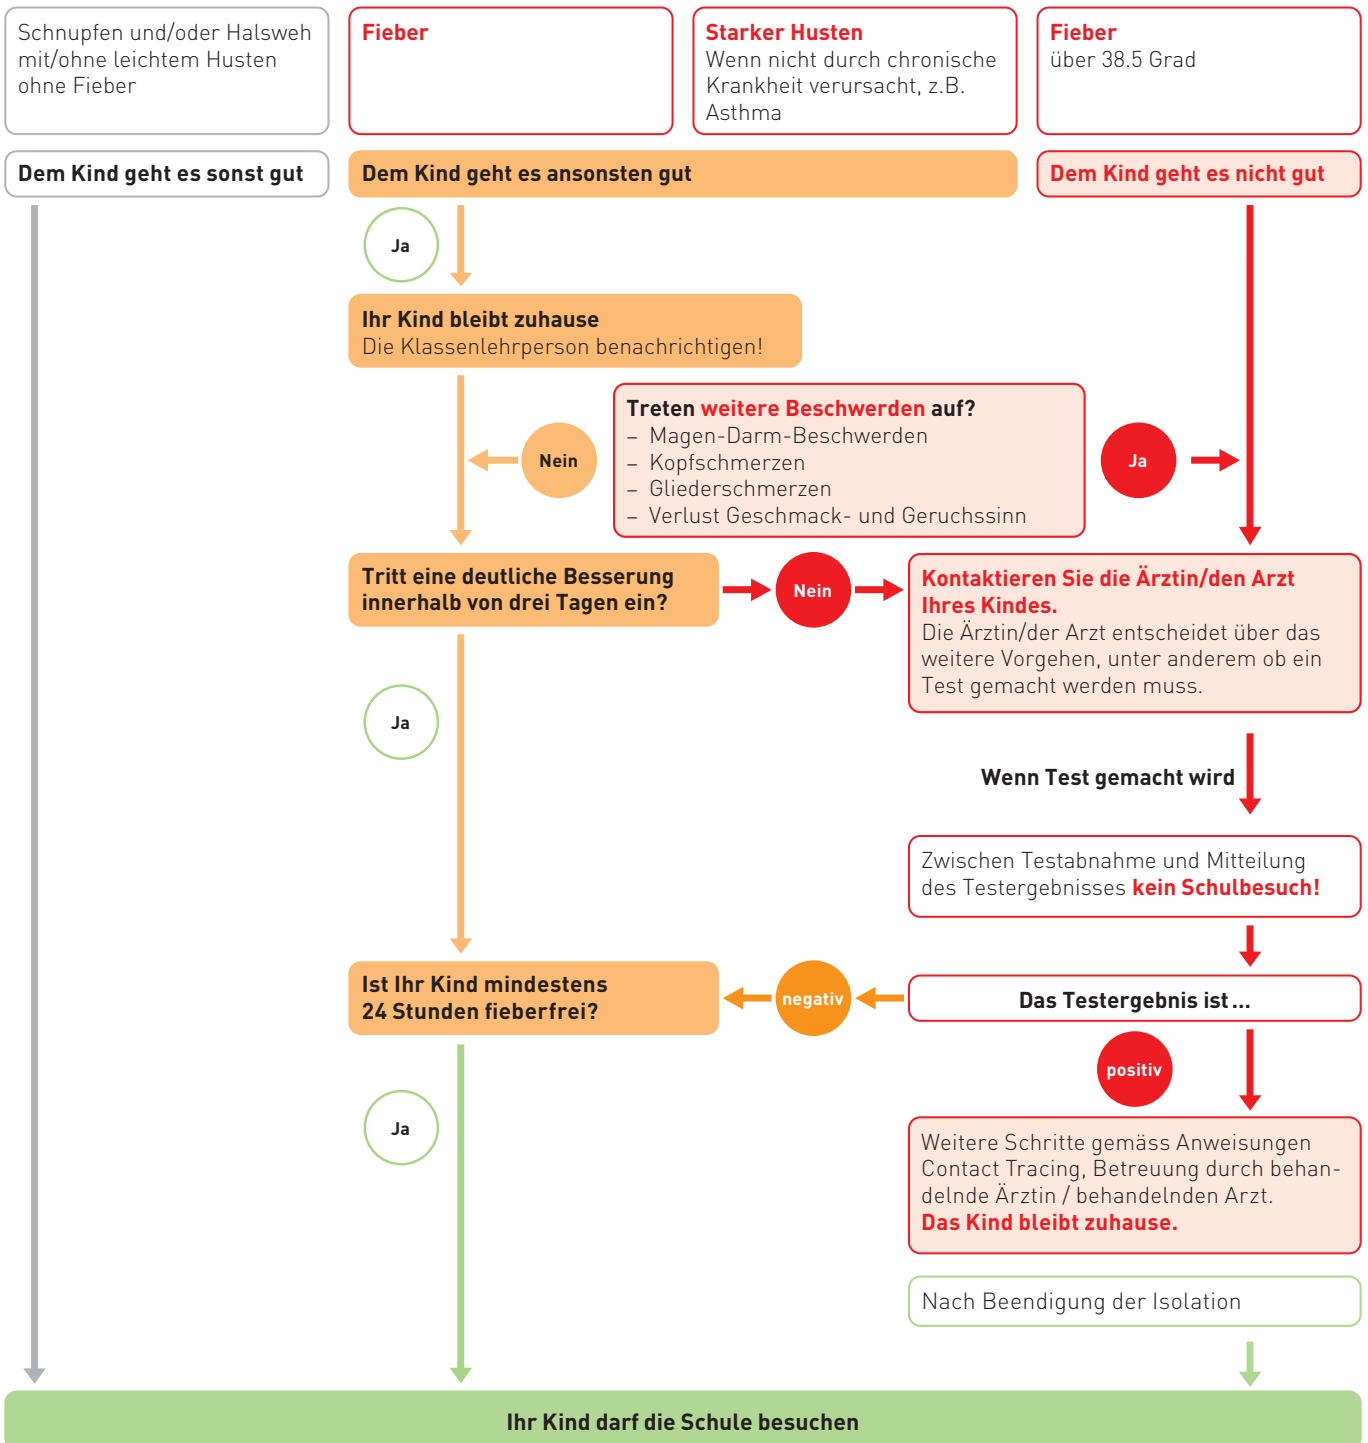 Schnupfen und/oder Halsweh
mit/ohne leichtem Husten
ohne Fieber
Fieber
Starker Husten
Wenn nicht durch chronische
Krankheit verursacht, z.B.
Asthma
Fieber
über 38.5 Grad
Dem Kind geht es sonst gut
Dem Kind geht es ansonsten gut
Dem Kind geht es nicht gut
Ja
Ihr Kind bleibt zuhause
Die Klassenlehrperson benachrichtigen!
Treten weitere Beschwerden auf?
– Magen-Darm-Beschwerden
– Kopfschmerzen
– Gliederschmerzen
– Verlust Geschmack- und Geruchssinn
Nein
Ja
Tritt eine deutliche Besserung
innerhalb von drei Tagen ein?
Nein
Kontaktieren Sie die Ärztin/den Arzt
Ihres Kindes.
Die Ärztin/der Arzt entscheidet über das
weitere Vorgehen, unter anderem ob ein
Test gemacht werden muss.
Ja
Wenn Test gemacht wird
Zwischen Testabnahme und Mitteilung
des Testergebnisses kein Schulbesuch!
Ist Ihr Kind mindestens
24 Stunden fieberfrei?
negativ
Das Testergebnis ist ...
positiv
Ja
Weitere Schritte gemäss Anweisungen
Contact Tracing, Betreuung durch behan-
delnde Ärztin / behandelnden Arzt.
Das Kind bleibt zuhause.
Nach Beendigung der Isolation
Ihr Kind darf die Schule besuchen